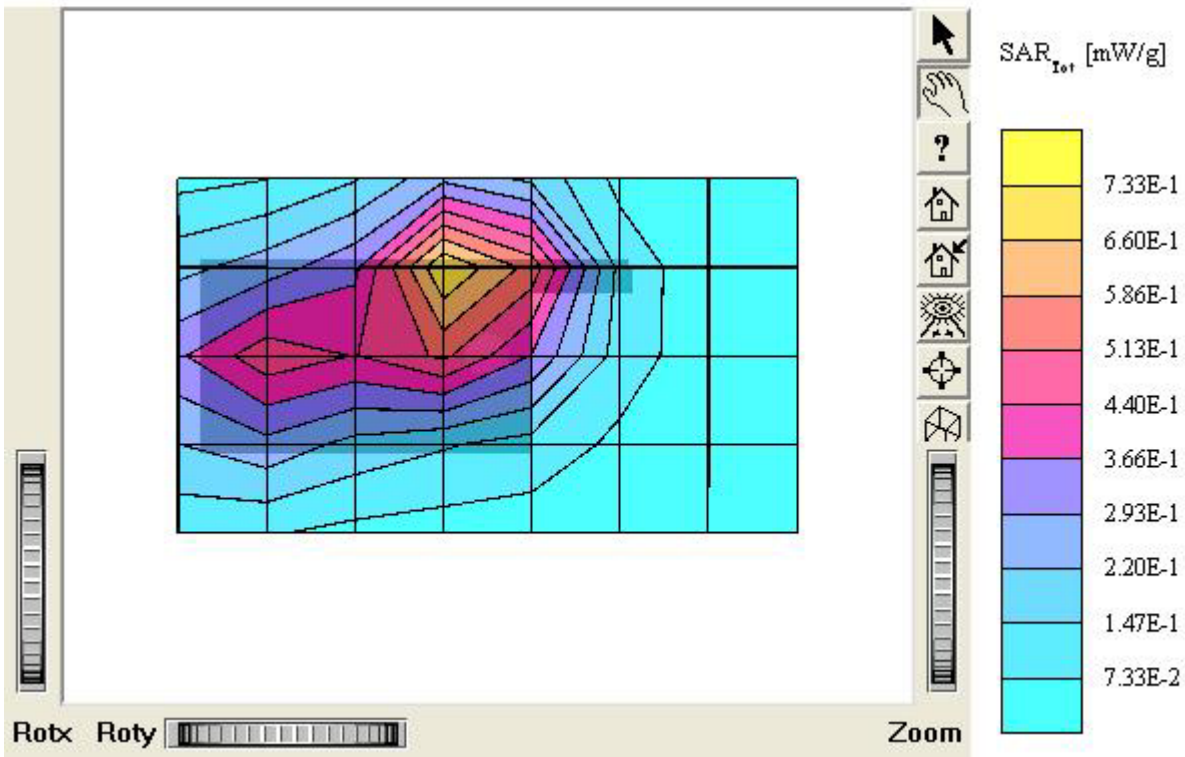 SAR_Tot [mW/g]
?
7.33E-1
6.60E-1
5.86E-1
5.13E-1
4.40E-1
3.66E-1
2.93E-1
2.20E-1
1.47E-1
7.33E-2
Rotx Roty Zoom